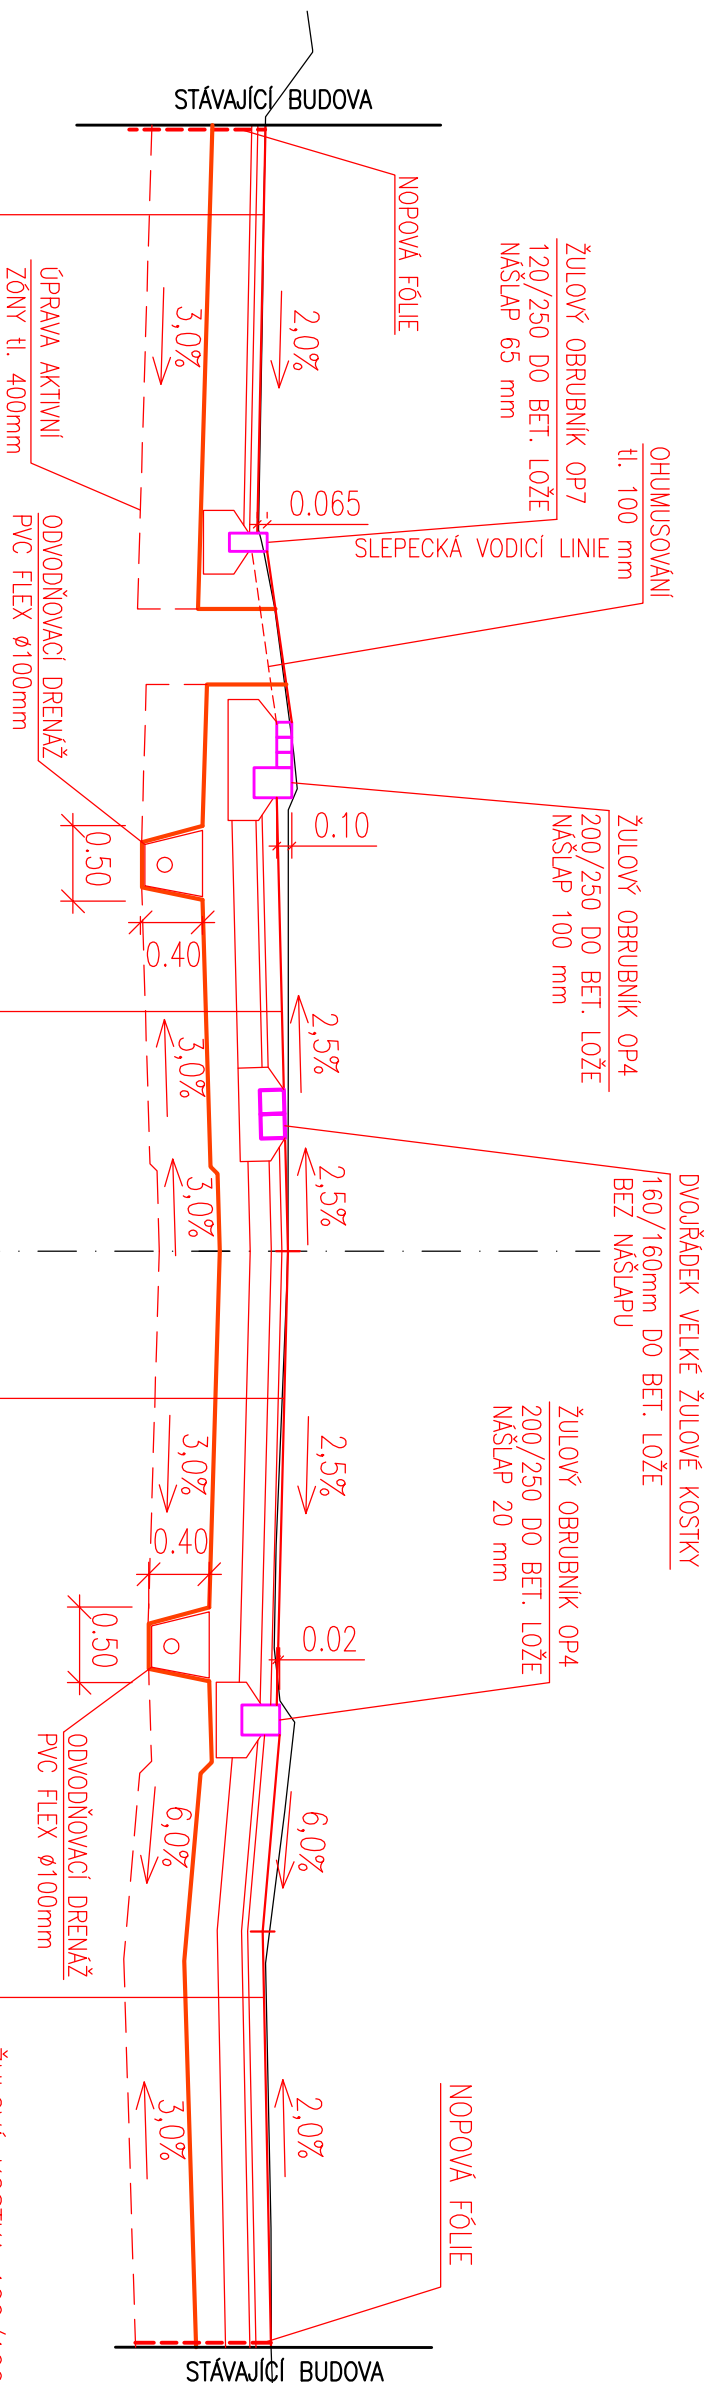 STÁVAJÍCÍ BUDOVA
NOPOVÁ FÓLIE
ŽULOVÝ OBRUBNÍK OP7
120/250 DO BET. LOŽE
NÁŠLAP 65 mm
2,0%
3,0%
ÚPRAVA AKTIVNÍ
ZÓNY tl. 400mm
OHUMUSOVÁNÍ
tl. 100 mm
0.065
SLEPECKÁ VODICÍ LINIE
ODVODŇOVACÍ DRENÁŽ
PVC FLEX ø100mm
ŽULOVÝ OBRUBNÍK OP4
200/250 DO BET. LOŽE
NÁŠLAP 100 mm
0.10
0.50
0.40
2,5%
3,0%
2,5%
3,0%
DVOJŘÁDEK VELKÉ ŽULOVÉ KOSTKY
160/160mm DO BET. LOŽE
BEZ NÁŠLAPU
ŽULOVÝ OBRUBNÍK OP4
200/250 DO BET. LOŽE
NÁŠLAP 20 mm
2,5%
3,0%
0.40
0.50
0.02
ODVODŇOVACÍ DRENÁŽ
PVC FLEX ø100mm
6,0%
6,0%
2,0%
3,0%
NOPOVÁ FÓLIE
STÁVAJÍCÍ BUDOVA